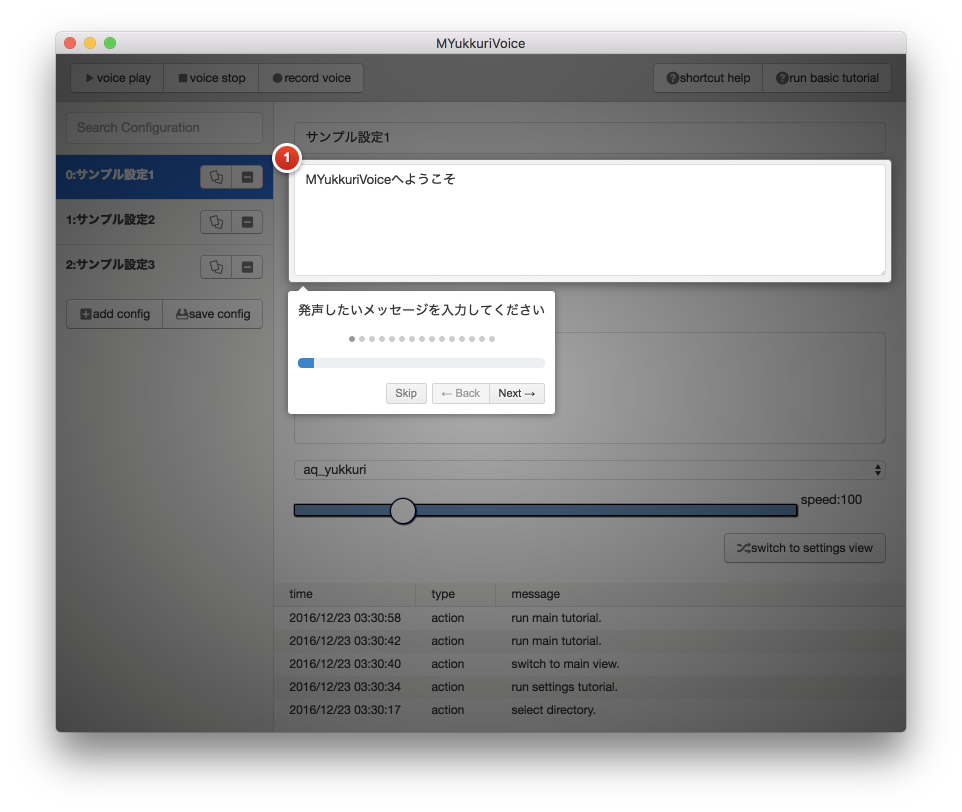 MYukkuriVoice
voice play voice stop record voice shortcut help run basic tutorial
Search Configuration
サンプル設定1
1
0:サンプル設定1
MYukkuriVoiceへようこそ
1:サンプル設定2
2:サンプル設定3
add config save config
発声したいメッセージを入力してください
Skip ← Back Next →
aq_yukkuri
speed:100
switch to settings view
time type message
2016/12/23 03:30:58 action run main tutorial.
2016/12/23 03:30:42 action run main tutorial.
2016/12/23 03:30:40 action switch to main view.
2016/12/23 03:30:34 action run settings tutorial.
2016/12/23 03:30:17 action select directory.